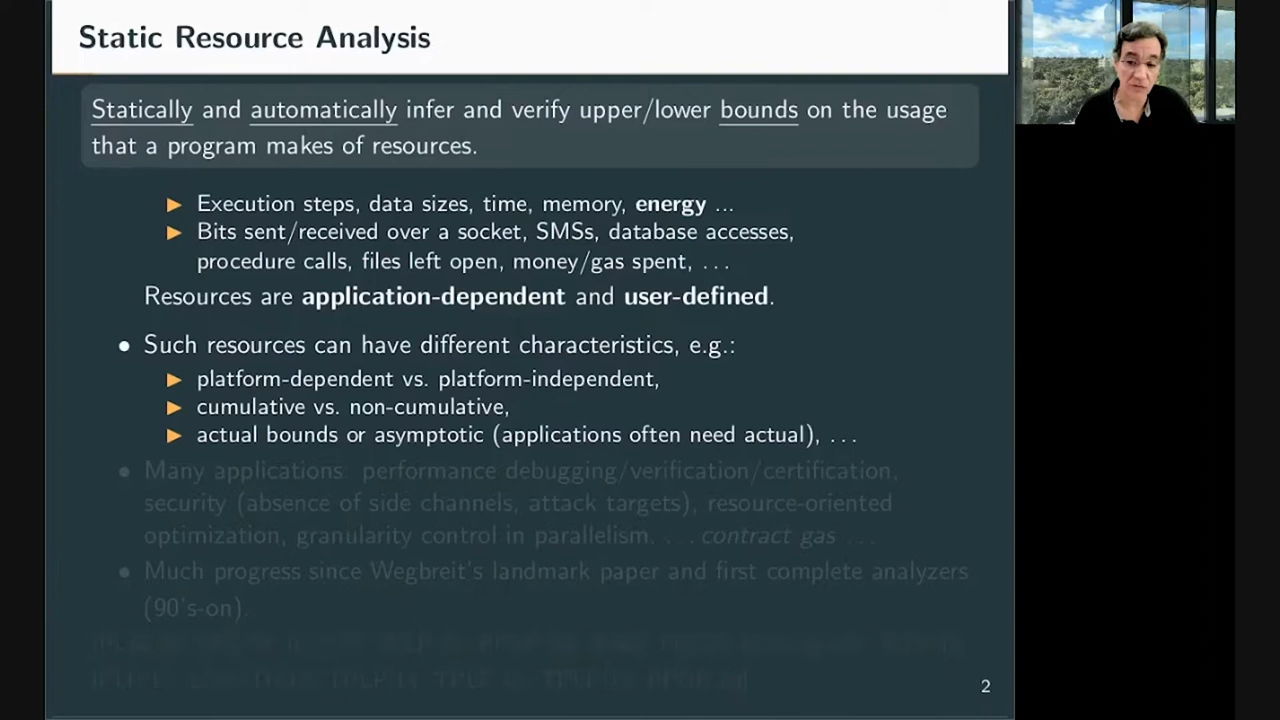 Static Resource Analysis
Statically and automatically infer and verify upper/lower bounds on the usage
that a program makes of resources.
▶ Execution steps, data sizes, time, memory, energy ...
▶ Bits sent/received over a socket, SMSs, database accesses,
procedure calls, files left open, money/gas spent, ...
Resources are application-dependent and user-defined.
• Such resources can have different characteristics, e.g.:
▶ platform-dependent vs. platform-independent,
▶ cumulative vs. non-cumulative,
▶ actual bounds or asymptotic (applications often need actual), ...
• Many applications: performance debugging/verification/certification,
security (absence of side channels, attack targets), resource-oriented
optimization, granularity control in parallelism. ... contract gas ...
• Much progress since Wegbreit's landmark paper and first complete analyzers
(90's-on).
2